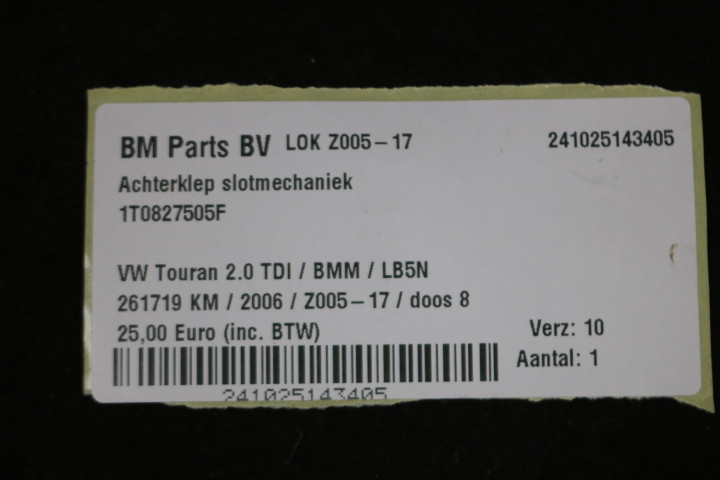 BM Parts BV LOK Z005-17 241025143405
Achterklep slotmechaniek
1T0827505F
VW Touran 2.0 TDI / BMM / LB5N
261719 KM / 2006 / Z005-17 / doos 8
25,00 Euro (inc. BTW) Verz: 10
Aantal: 1
241025143405